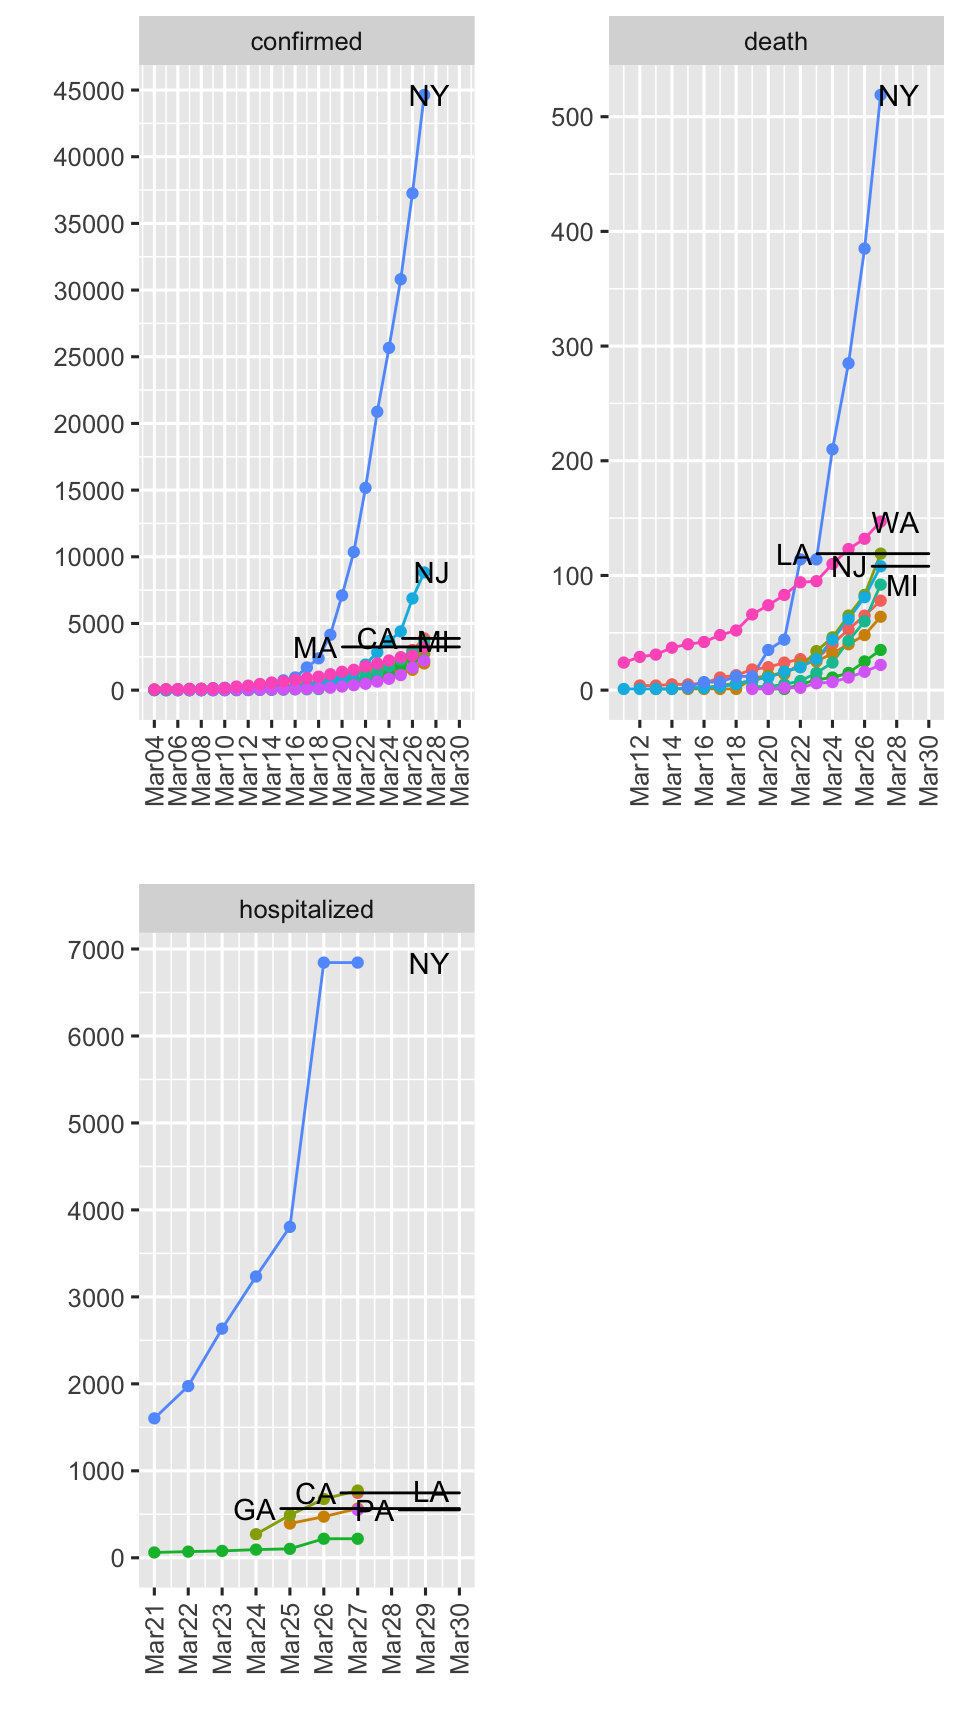 confirmed
45000
40000
35000
30000
25000
20000
15000
10000
5000
0
NY
NJ
MA
CA
MI
Mar04
Mar06
Mar08
Mar10
Mar12
Mar14
Mar16
Mar18
Mar20
Mar22
Mar24
Mar26
Mar28
Mar30
death
500
400
300
200
100
0
NY
WA
LA
NJ
MI
Mar12
Mar14
Mar16
Mar18
Mar20
Mar22
Mar24
Mar26
Mar28
Mar30
hospitalized
7000
6000
5000
4000
3000
2000
1000
0
NY
LA
CA
GA
PA
Mar21
Mar22
Mar23
Mar24
Mar25
Mar26
Mar27
Mar28
Mar29
Mar30